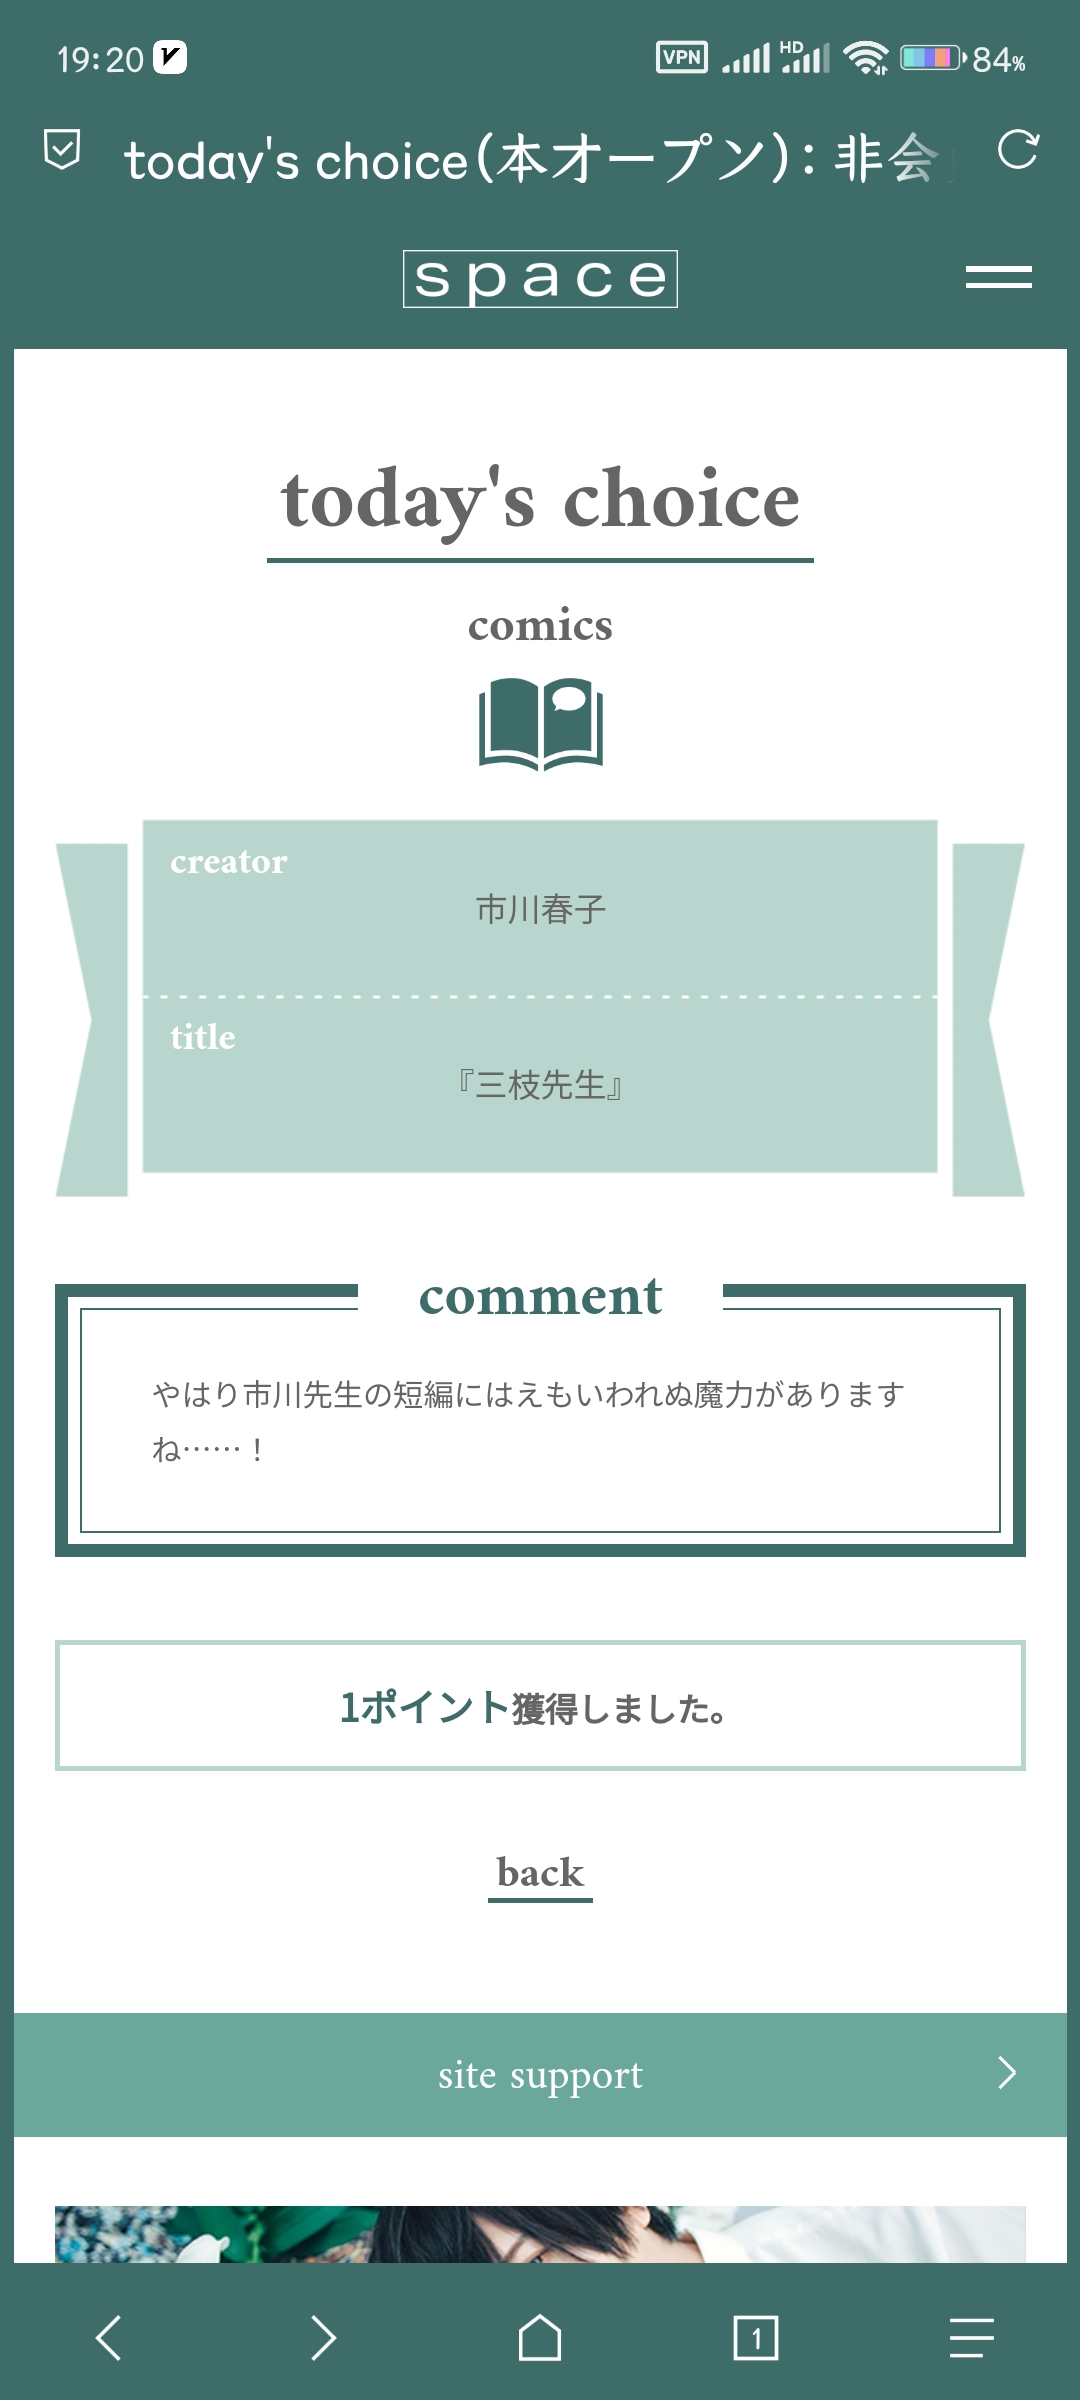 19:20
VPN HD 84%
today's choice(本オープン): 非会
space
today's choice
comics
creator
市川春子
title
『三枝先生』
comment
やはり市川先生の短編にはえもいわれぬ魔力があります
ね……！
1ポイント獲得しました。
back
site support
1